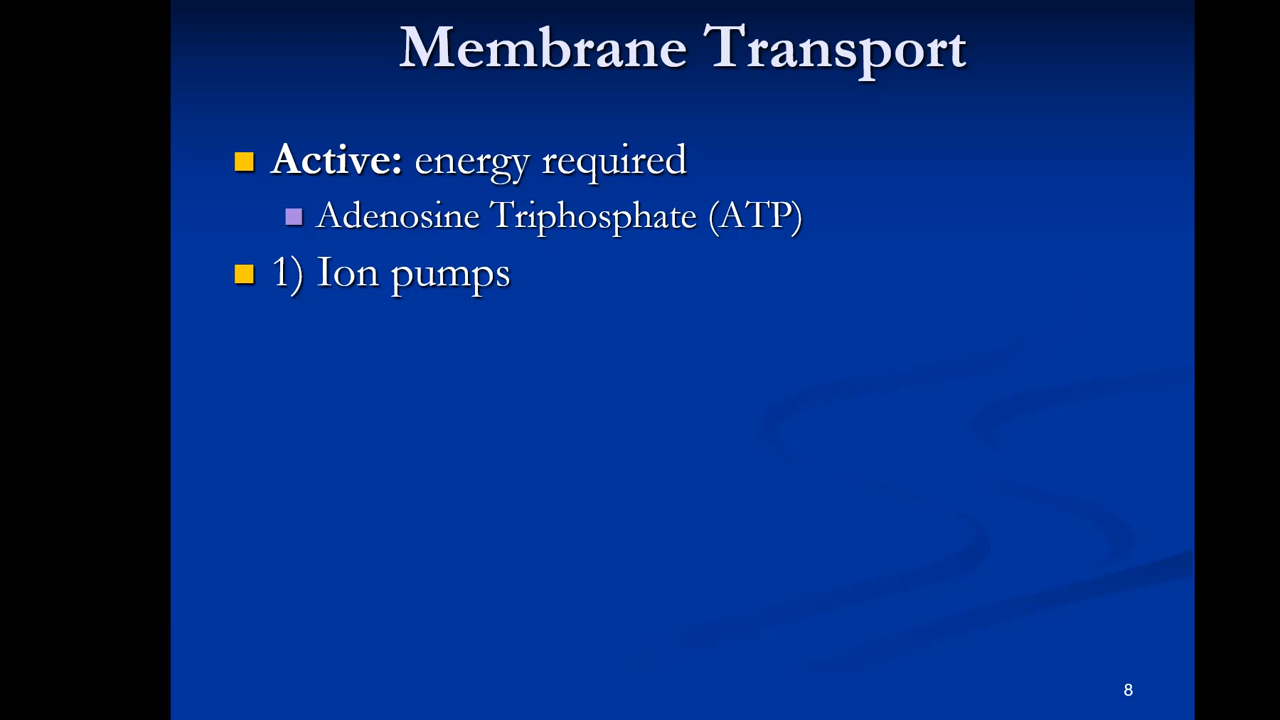 Membrane Transport
Active: energy required
Adenosine Triphosphate (ATP)
1) Ion pumps
8